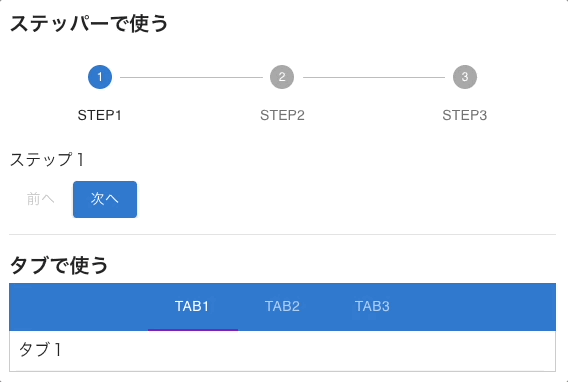 ステッパーで使う
1 2 3
STEP1 STEP2 STEP3
ステップ 1
前へ 次へ
タブで使う
TAB1 TAB2 TAB3
タブ 1